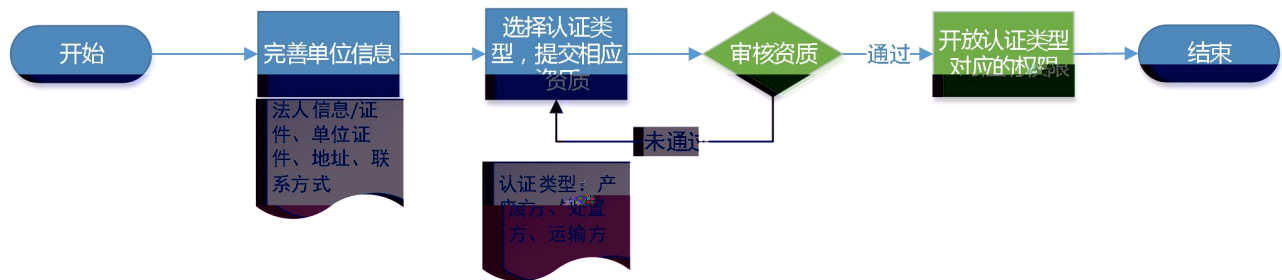 开始
完善单位信息
选择认证类
型，提交相应
资质
审核资质
通过
开放认证类型
对应的权限
结束
未通过
法人信息/证
件、单位证
件、地址、联
系方式
认证类型：产
废方、处置
方、运输方